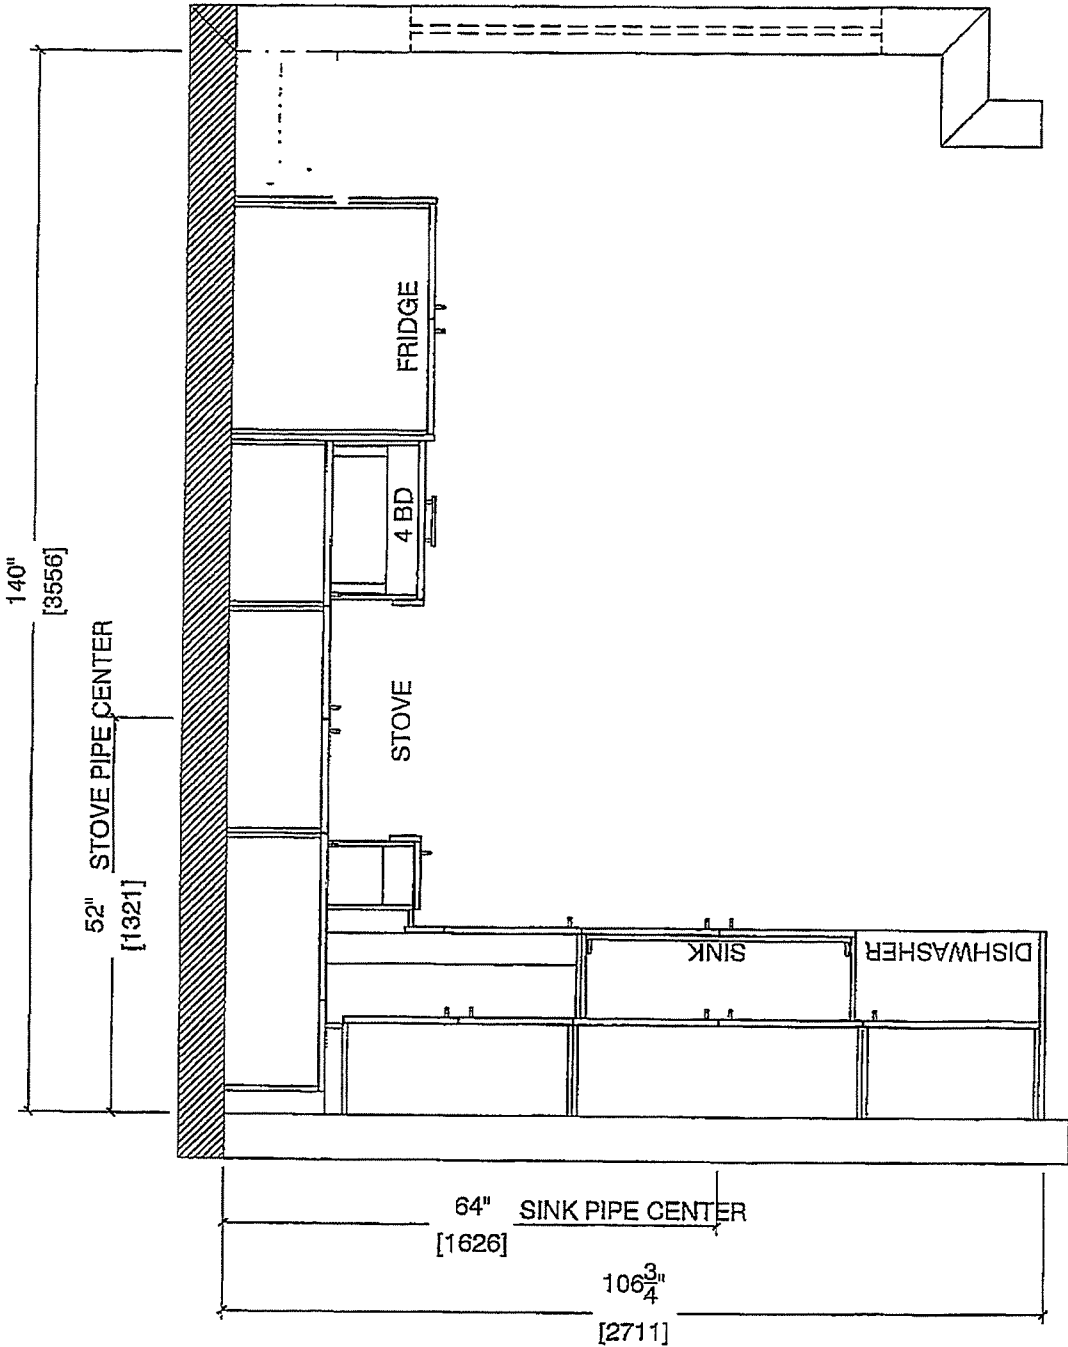 140"
[3556]
52" STOVE PIPE CENTER
[1321]
FRIDGE
4 BD
STOVE
SINK
DISHWASHER
64" SINK PIPE CENTER
[1626]
106 3/4"
[2711]